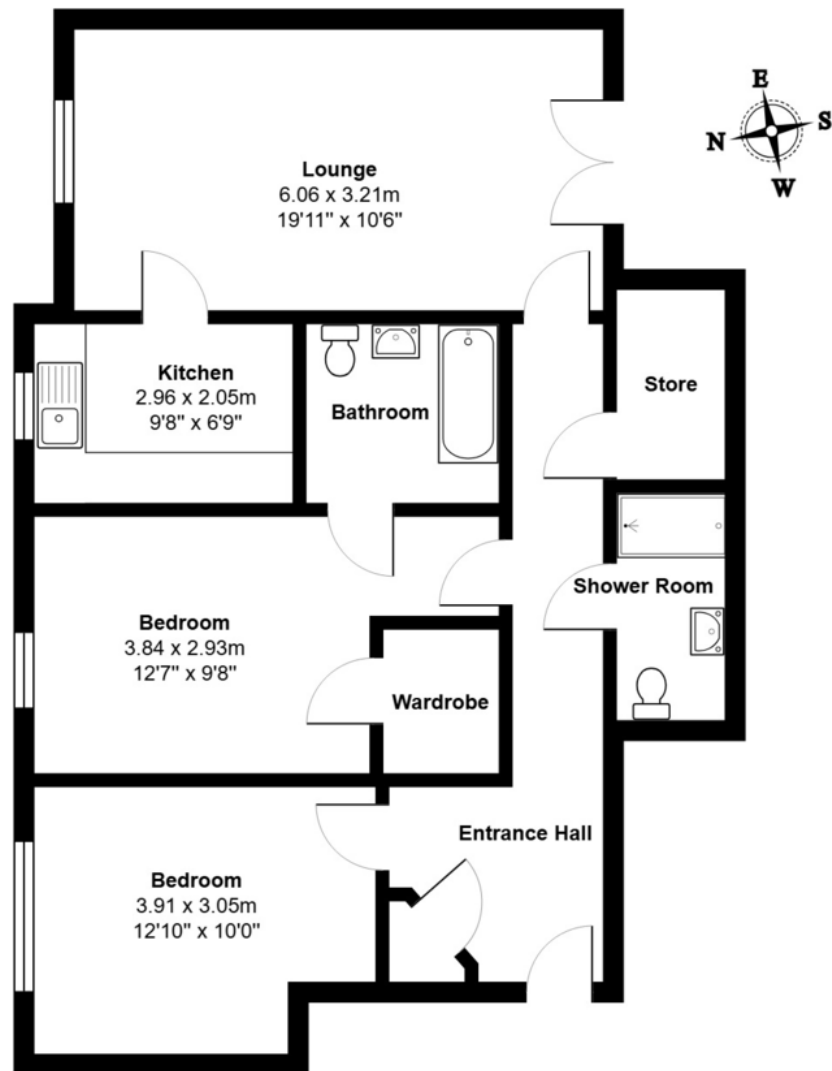 E
S
N
W
Lounge
6.06 x 3.21m
19'11" x 10'6"
Kitchen
2.96 x 2.05m
9'8" x 6'9"
Bathroom
Store
Shower Room
Bedroom
3.84 x 2.93m
12'7" x 9'8"
Wardrobe
Entrance Hall
Bedroom
3.91 x 3.05m
12'10" x 10'0"